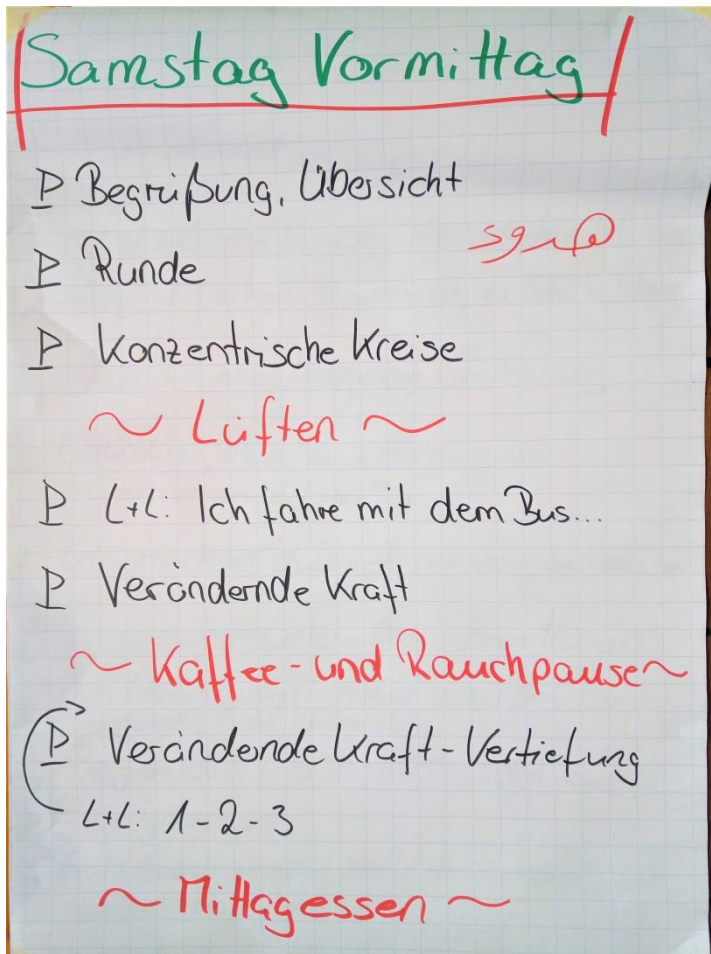 Samstag Vormittag
Begrüßung, Übersicht
Runde
Konzentrische Kreise
~ Lüften ~
L+L: Ich fahre mit dem Bus...
Verändernde Kraft
~ Kaffee- und Rauchpause ~
Verändernde Kraft - Vertiefung
L+L: 1-2-3
~ Mittagessen ~